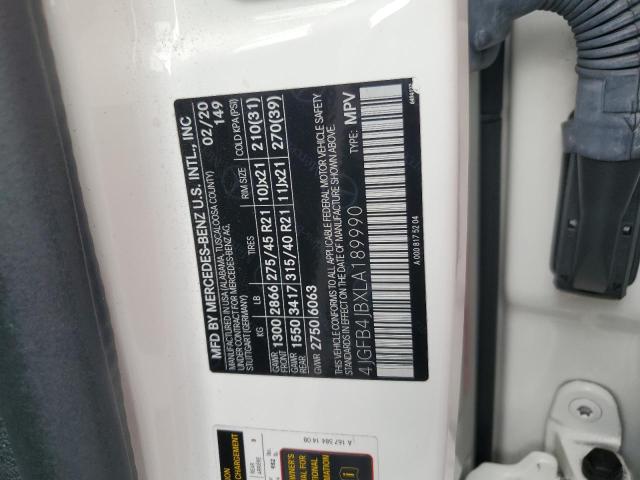 MFD BY MERCEDES-BENZ U.S. INTL., INC
MANUFACTURED IN USA (ALABAMA, TUSCALOOSA COUNTY)
UNDER CONTRACT FOR MERCEDES-BENZ AG,
STUTTGART (GERMANY)
02/20
149
KG LB TIRES RIM SIZE COLD KPA (PSI)
GAWR FRONT 1300 2866 275/45 R21 10Jx21 210(31)
GAWR REAR 1550 3417 315/40 R21 11Jx21 270(39)
GVWR 2750 6063
THIS VEHICLE CONFORMS TO ALL APPLICABLE FEDERAL MOTOR VEHICLE SAFETY
STANDARDS IN EFFECT ON THE DATE OF MANUFACTURE SHOWN ABOVE.
4JGFB4JBXLA189990 TYPE: MPV
A 000 817 52 04
A 167 584 14 00
REAR
ARRIÈRE